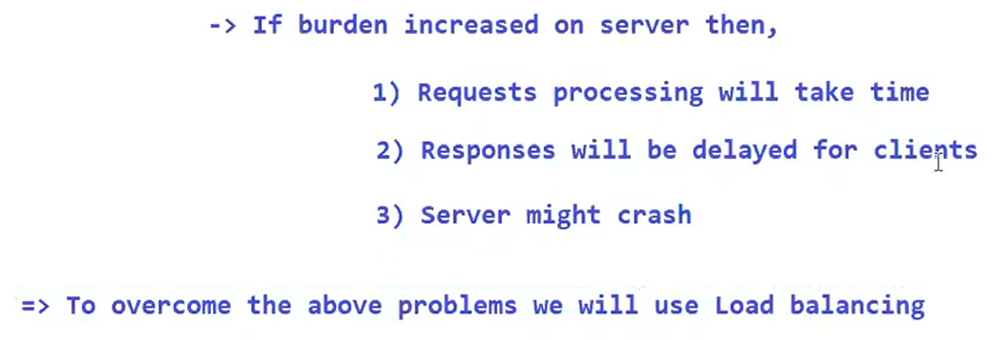 -> If burden increased on server then,
1) Requests processing will take time
2) Responses will be delayed for clients
3) Server might crash
=> To overcome the above problems we will use Load balancing